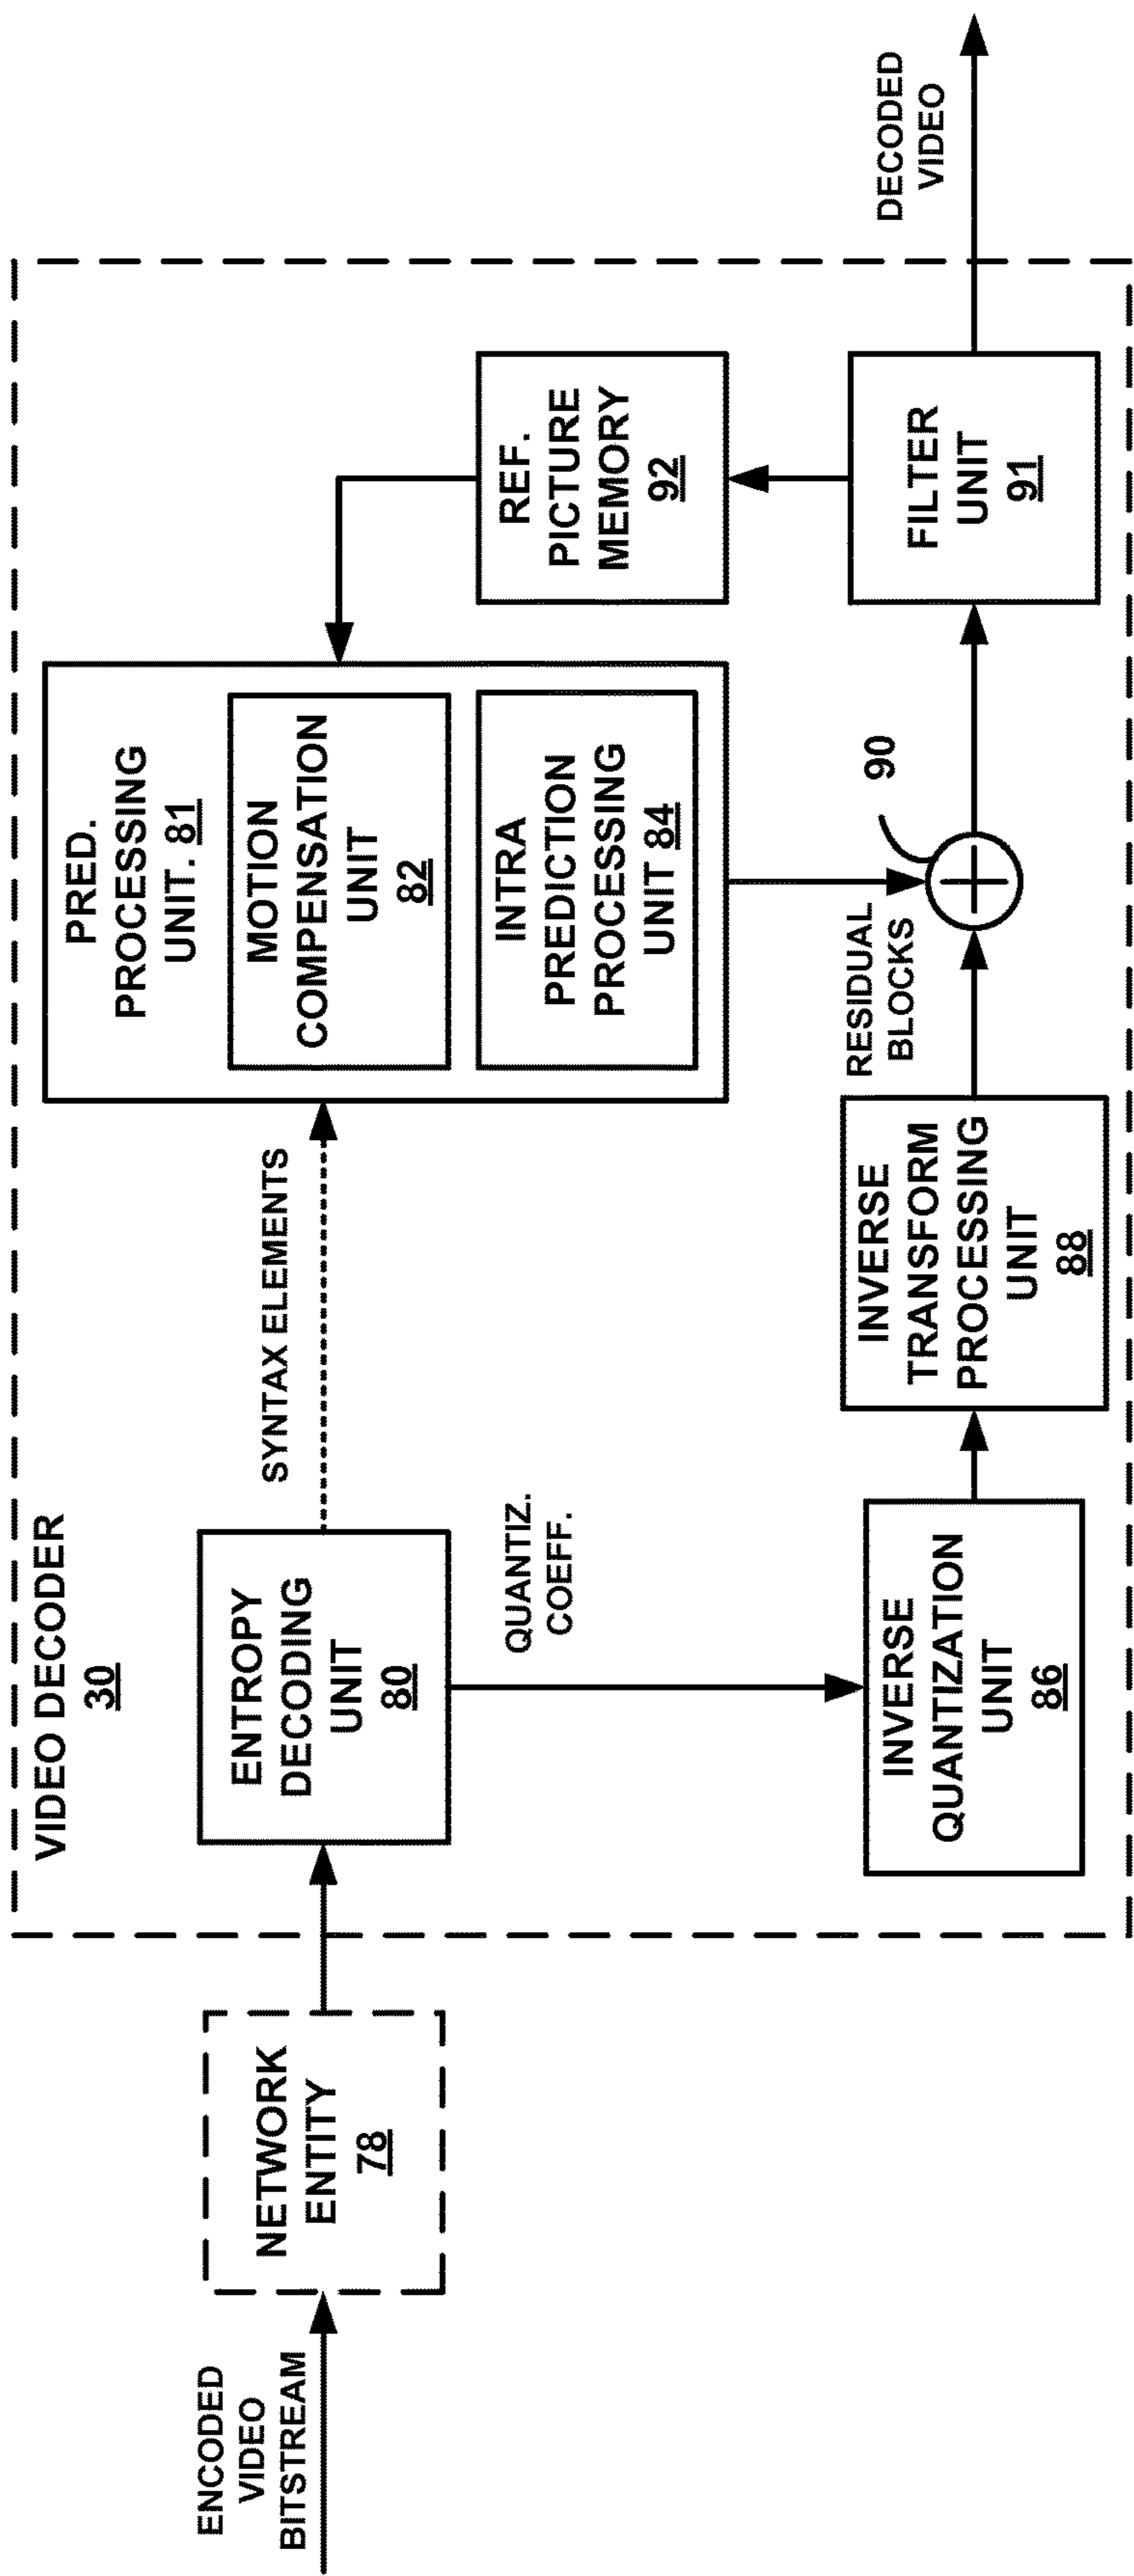 ENCODED
VIDEO
BITSTREAM
NETWORK
ENTITY
78
VIDEO DECODER
30
ENTROPY
DECODING
UNIT
80
SYNTAX ELEMENTS
QUANTIZ.
COEFF.
PRED.
PROCESSING
UNIT. 81
MOTION
COMPENSATION
UNIT
82
INTRA
PREDICTION
PROCESSING
UNIT 84
REF.
PICTURE
MEMORY
92
INVERSE
QUANTIZATION
UNIT
86
INVERSE
TRANSFORM
PROCESSING
UNIT
88
RESIDUAL
BLOCKS
90
FILTER
UNIT
91
DECODED
VIDEO